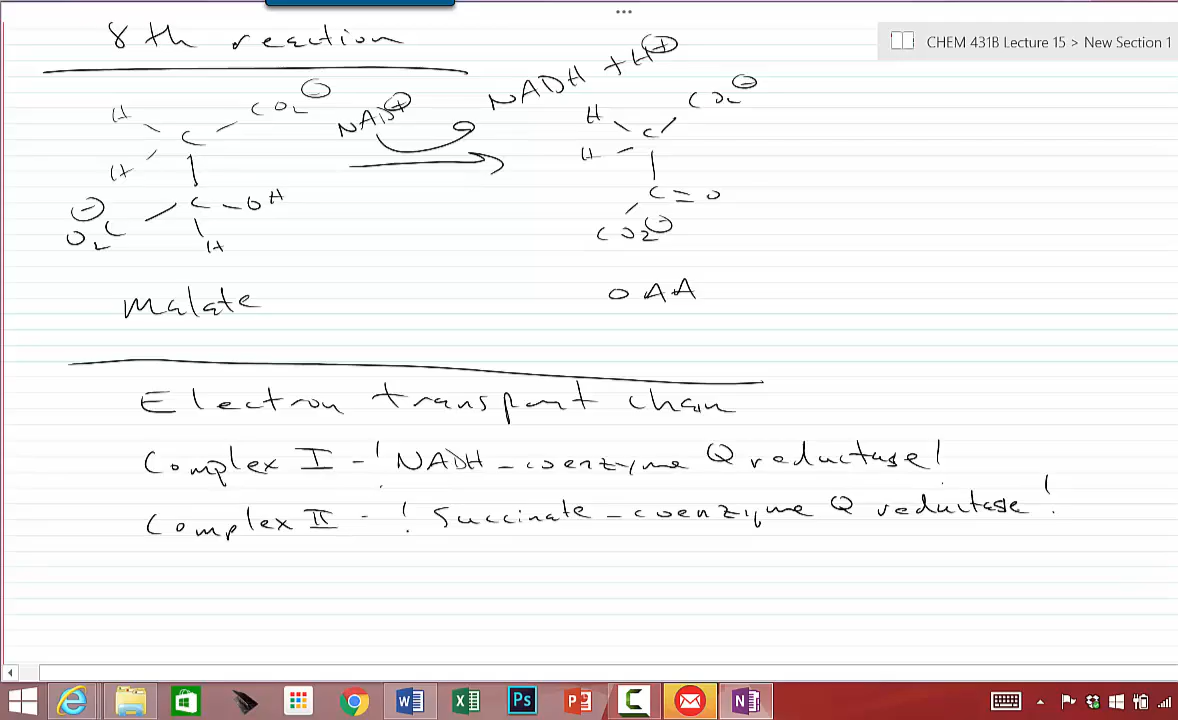 8th reaction
CHEM 431B Lecture 15 > New Section 1
H CO2⊖
C
H
C OH
⊖O2C
H
NAD⊕
NADH + H⊕
H CO2⊖
C
H
C = O
CO2⊖
Malate
OAA
Electron transport chain
Complex I - ! NADH - coenzyme Q reductase !
Complex II - ! Succinate - coenzyme Q reductase !
Ps